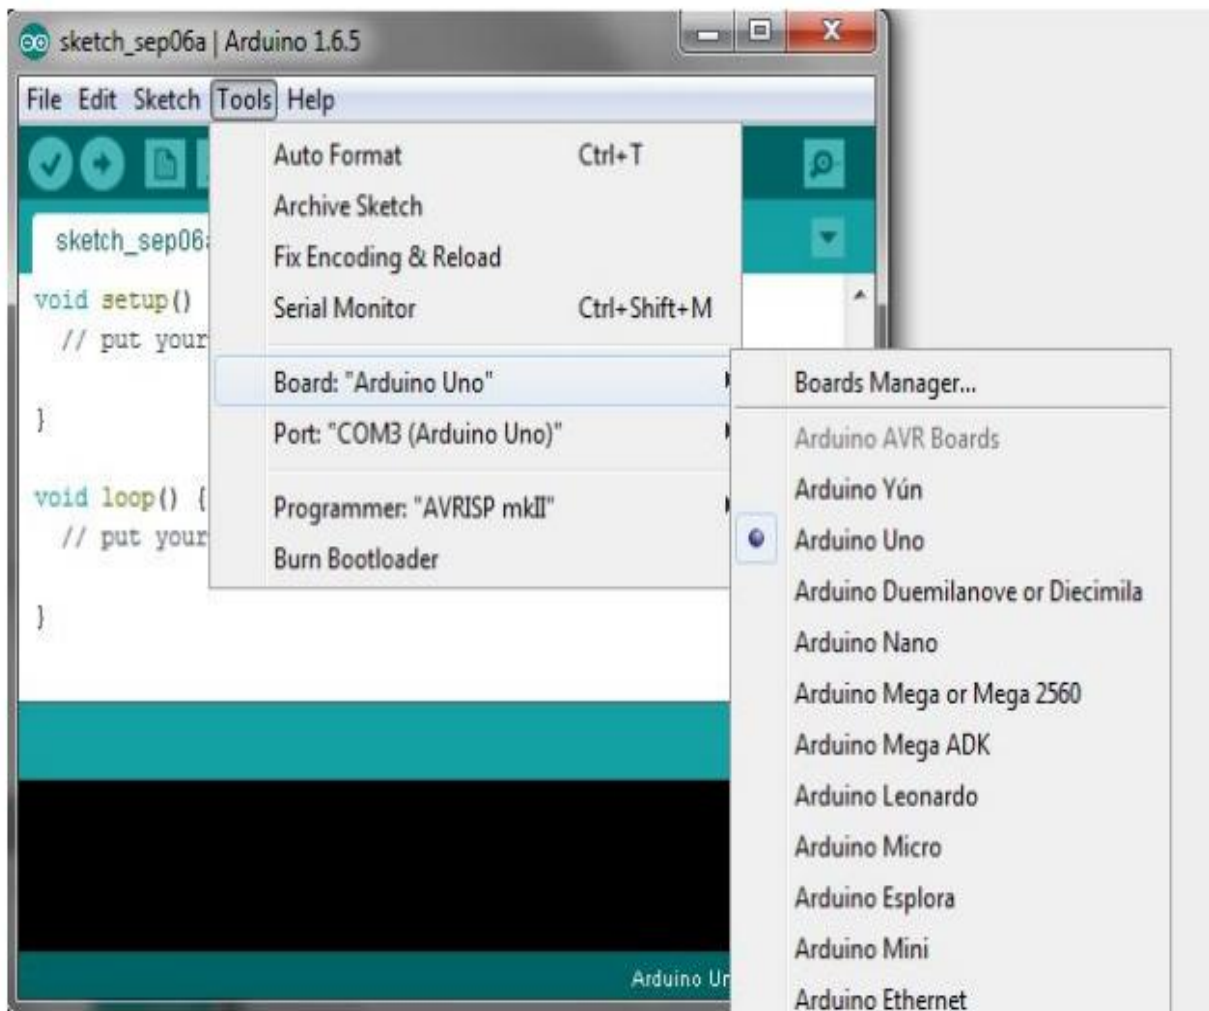 sketch_sep06a | Arduino 1.6.5
File Edit Sketch Tools Help
Auto Format Ctrl+T
Archive Sketch
sketch_sep06a
Fix Encoding & Reload
void setup()
Serial Monitor Ctrl+Shift+M
// put your
Board: "Arduino Uno"
}
Port: "COM3 (Arduino Uno)"
void loop() {
Programmer: "AVRISP mkII"
// put your
Burn Bootloader
}
Boards Manager...
Arduino AVR Boards
Arduino Yún
Arduino Uno
Arduino Duemilanove or Diecimila
Arduino Nano
Arduino Mega or Mega 2560
Arduino Mega ADK
Arduino Leonardo
Arduino Micro
Arduino Esplora
Arduino Mini
Arduino Ethernet
Arduino Un